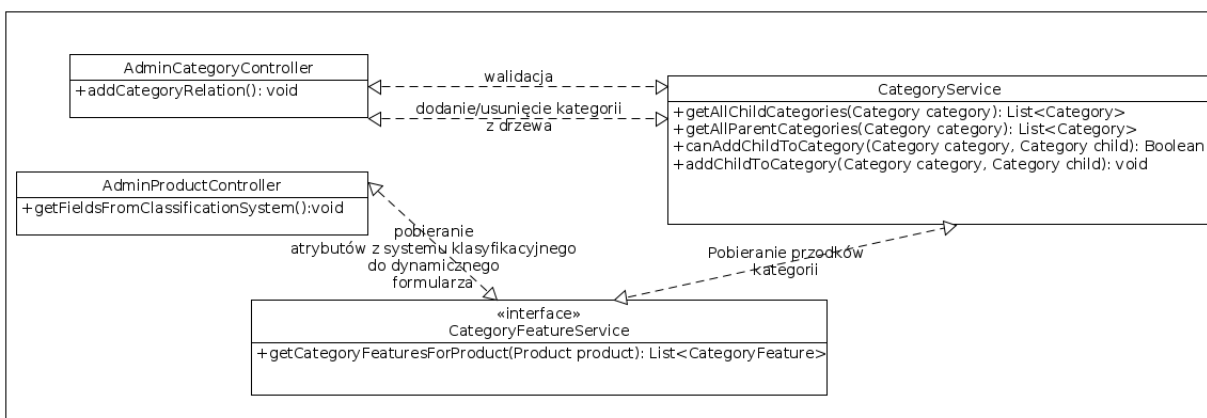 AdminCategoryController
+addCategoryRelation(): void
walidacja
dodanie/usunięcie kategorii
z drzewa
CategoryService
+getAllChildCategories(Category category): List<Category>
+getAllParentCategories(Category category): List<Category>
+canAddChildToCategory(Category category, Category child): Boolean
+addChildToCategory(Category category, Category child): void
AdminProductController
+getFieldsFromClassificationSystem():void
pobieranie
atrybutów z systemu klasyfikacyjnego
do dynamicznego
formularza
Pobieranie przodków
kategorii
«interface»
CategoryFeatureService
+getCategoryFeaturesForProduct(Product product): List<CategoryFeature>